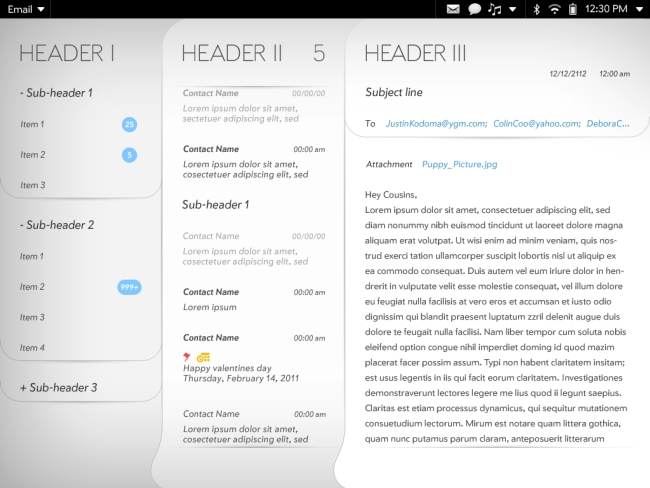 Email
12:30 PM
HEADER I
- Sub-header 1
Item 1
25
Item 2
5
Item 3
- Sub-header 2
Item 1
Item 2
999+
Item 3
Item 4
+ Sub-header 3
HEADER II 5
Contact Name 00/00/00
Lorem ipsum dolor sit amet,
sectetuer adipiscing elit, sed
Contact Name 00:00 am
Lorem ipsum dolor sit amet,
cosectetuer adipiscing elit, sed
Sub-header 1
Contact Name 00/00/00
Lorem ipsum dolor sit amet,
cosectetuer adipiscing elit, sed
Contact Name 00:00 am
Lorem ipsum
Contact Name 00:00 am
Happy valentines day
Thursday, February 14, 2011
Contact Name 00:00 am
Lorem ipsum dolor sit amet,
cosectetuer adipiscing elit, sed
HEADER III
12/12/2112 12:00 am
Subject line
To JustinKodoma@ygm.com; ColinCoo@yahoo.com; DeboraC...
Attachment Puppy_Picture.jpg
Hey Cousins,
Lorem ipsum dolor sit amet, consectetuer adipiscing elit, sed
diam nonummy nibh euismod tincidunt ut laoreet dolore magna
aliquam erat volutpat. Ut wisi enim ad minim veniam, quis nos-
trud exerci tation ullamcorper suscipit lobortis nisl ut aliquip ex
ea commodo consequat. Duis autem vel eum iriure dolor in hen-
drerit in vulputate velit esse molestie consequat, vel illum dolore
eu feugiat nulla facilisis at vero eros et accumsan et iusto odio
dignissim qui blandit praesent luptatum zzril delenit augue duis
dolore te feugait nulla facilisi. Nam liber tempor cum soluta nobis
eleifend option congue nihil imperdiet doming id quod mazim
placerat facer possim assum. Typi non habent claritatem insitam;
est usus legentis in iis qui facit eorum claritatem. Investigationes
demonstraverunt lectores legere me lius quod ii legunt saepius.
Claritas est etiam processus dynamicus, qui sequitur mutationem
consuetudium lectorum. Mirum est notare quam littera gothica,
quam nunc putamus parum claram, anteposuerit litterarum